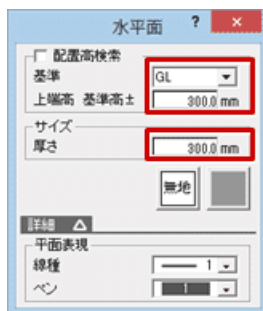 水平面 ? ×
配置高検索
基準 GL
上端高 基準高± 300.0 mm
サイズ
厚さ 300.0 mm
無地
詳細 △
平面表現
線種 1
ペン 1